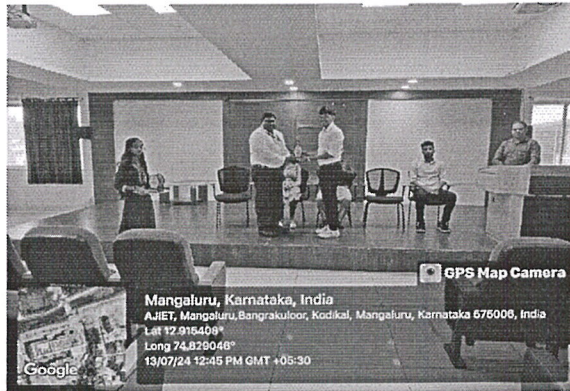 GPS Map Camera
Mangaluru, Karnataka, India
AJIET, Mangaluru,Bangrakuloor, Kodikal, Mangaluru, Karnataka 575006, India
Lat 12.915408°
Long 74.829046°
13/07/24 12:45 PM GMT +05:30
Google